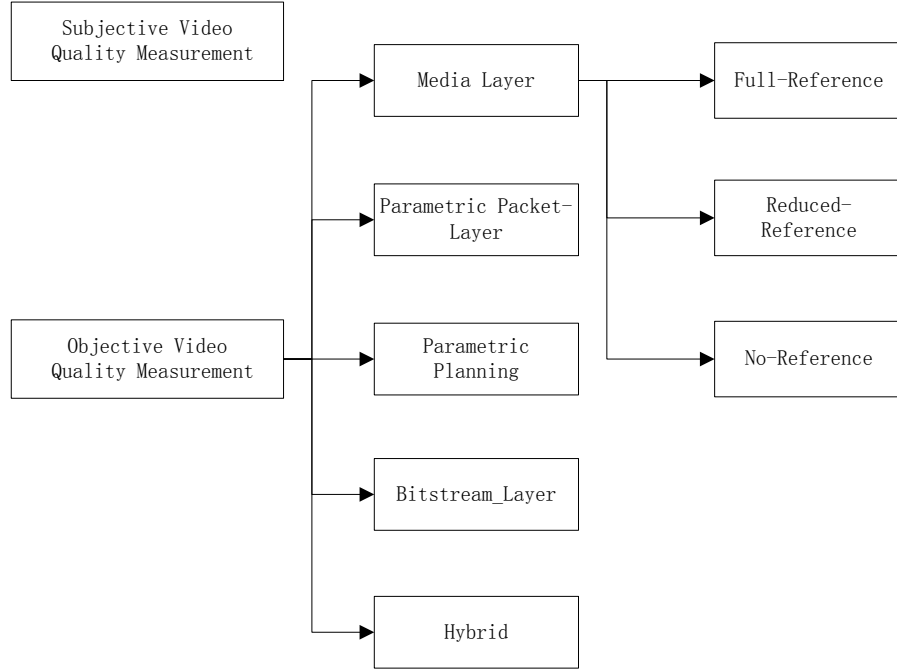 Subjective Video
Quality Measurement
Media Layer
Full-Reference
Parametric Packet-
Layer
Reduced-
Reference
Objective Video
Quality Measurement
Parametric
Planning
No-Reference
Bitstream_Layer
Hybrid